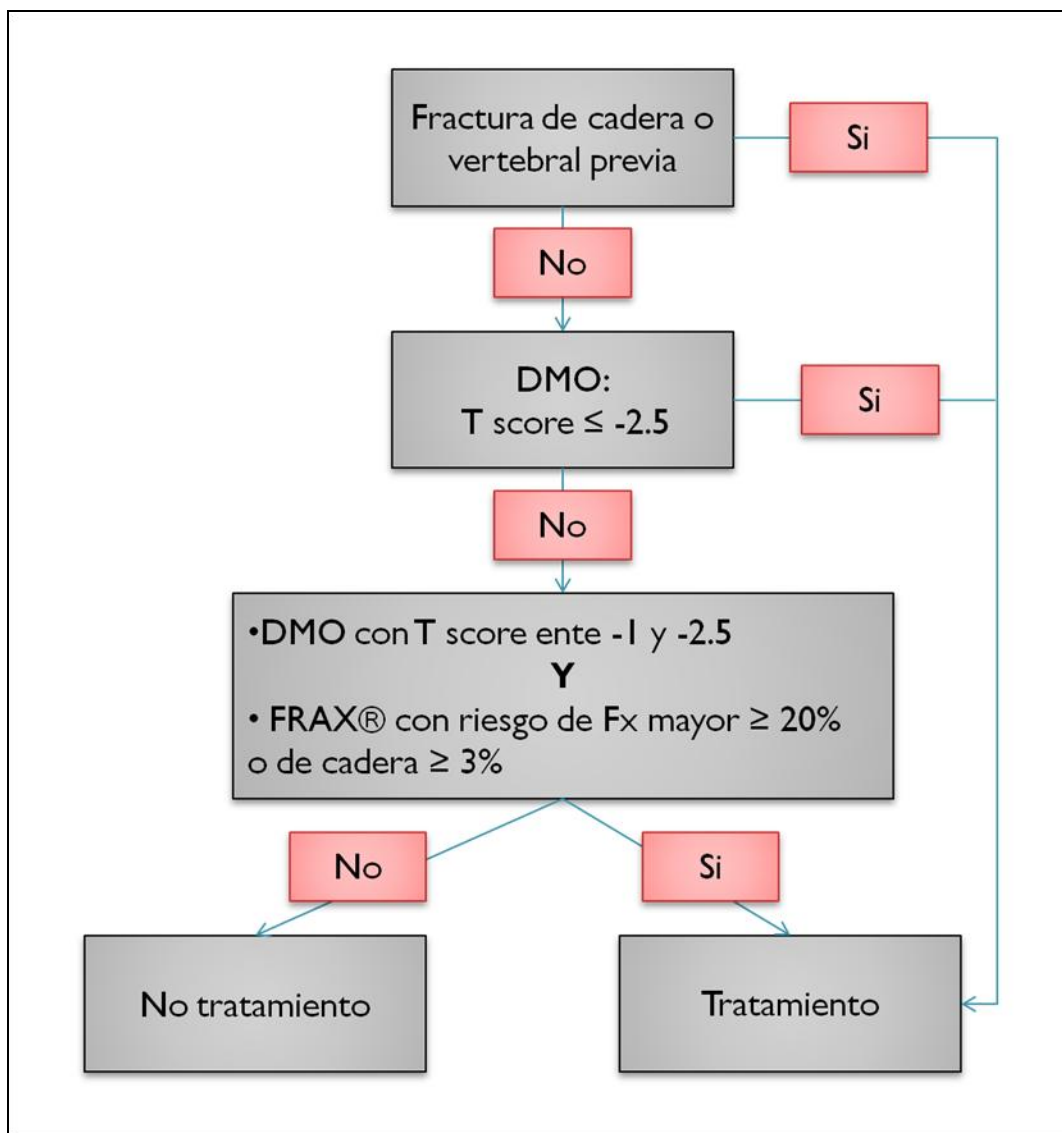 Fractura de cadera o
vertebral previa
Si
No
DMO:
T score ≤ -2.5
Si
No
•DMO con T score ente -1 y -2.5
Y
• FRAX® con riesgo de Fx mayor ≥ 20%
o de cadera ≥ 3%
No
Si
No tratamiento
Tratamiento